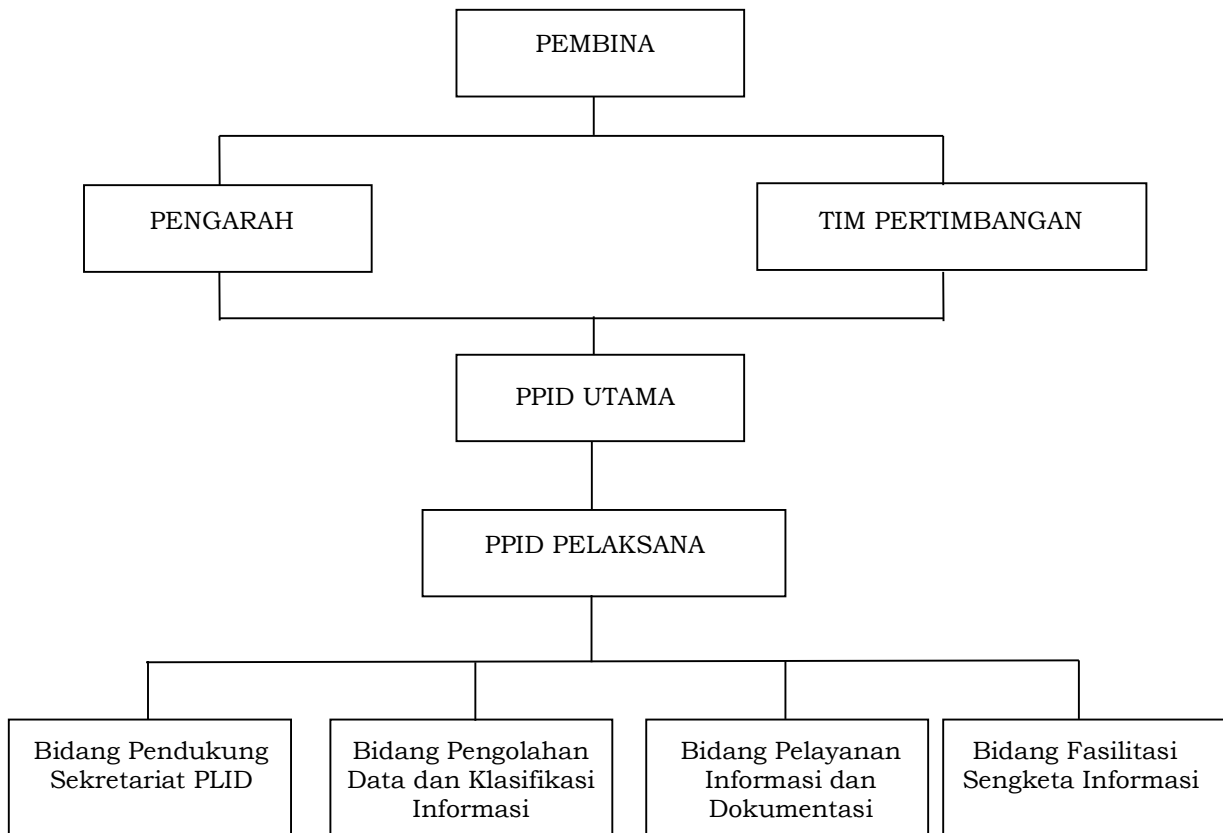 PEMBINA
PENGARAH
TIM PERTIMBANGAN
PPID UTAMA
PPID PELAKSANA
Bidang Pendukung
Sekretariat PLID
Bidang Pengolahan
Data dan Klasifikasi
Informasi
Bidang Pelayanan
Informasi dan
Dokumentasi
Bidang Fasilitasi
Sengketa Informasi